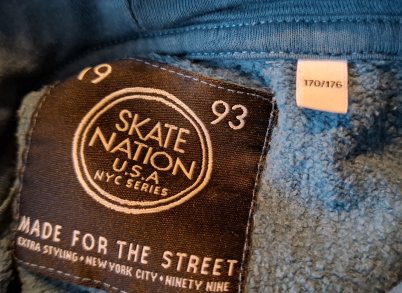 19 93
SKATE
NATION
U.S.A
NYC SERIES
MADE FOR THE STREET
EXTRA STYLING • NEW YORK CITY • NINETY NINE
170/176